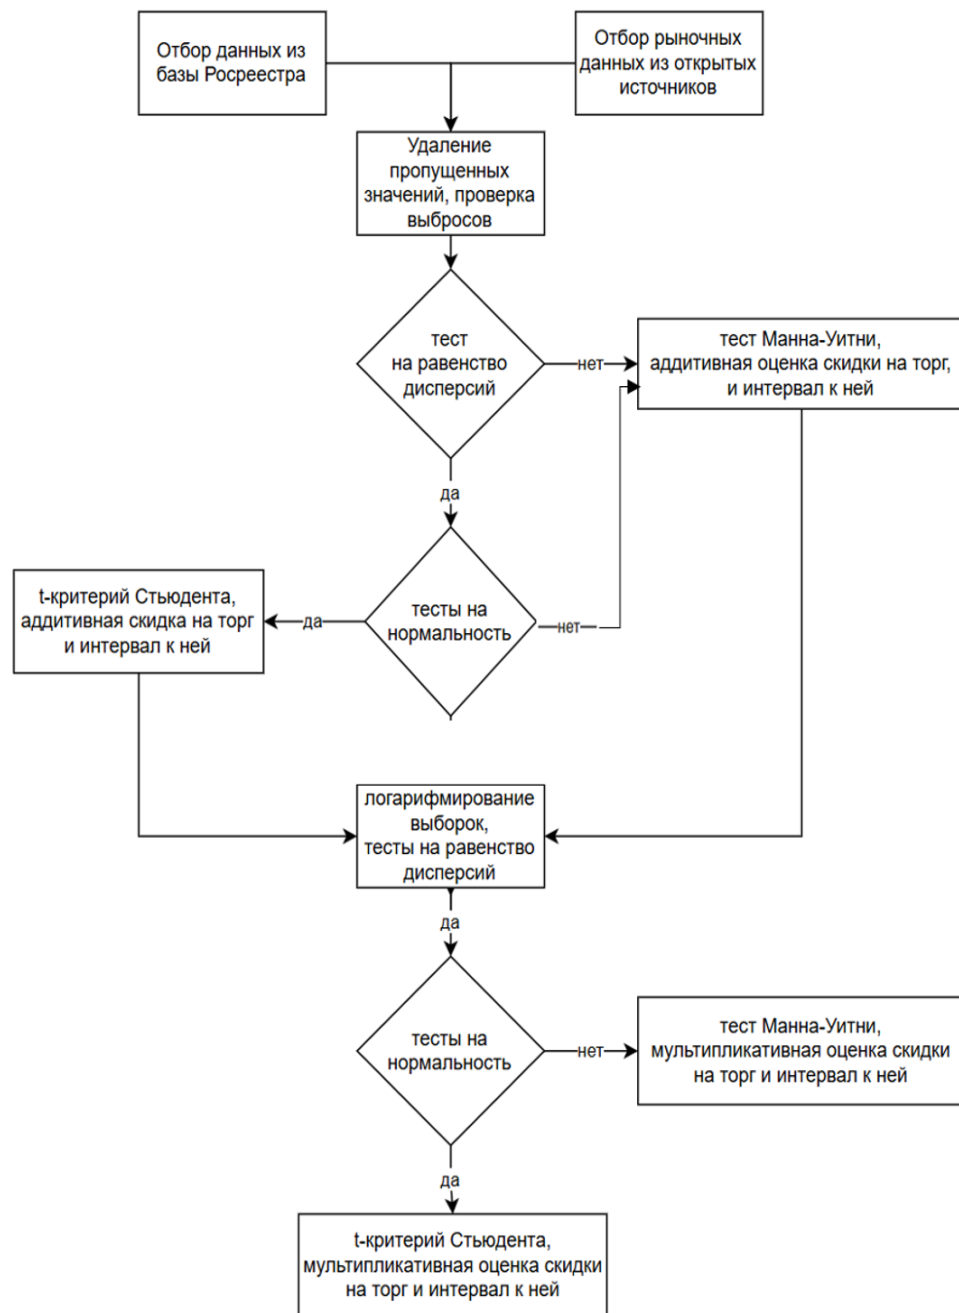 Отбор данных из
базы Росреестра
Отбор рыночных
данных из открытых
источников
Удаление
пропущенных
значений, проверка
выбросов
тест
на равенство
дисперсий
нет
тест Манна-Уитни,
аддитивная оценка скидки на торг,
и интервал к ней
да
t-критерий Стьюдента,
аддитивная скидка на торг
и интервал к ней
да
тесты на
нормальность
нет
логарифмирование
выборок,
тесты на равенство
дисперсий
да
тесты на
нормальность
нет
тест Манна-Уитни,
мультипликативная оценка скидки
на торг и интервал к ней
да
t-критерий Стьюдента,
мультипликативная оценка скидки
на торг и интервал к ней